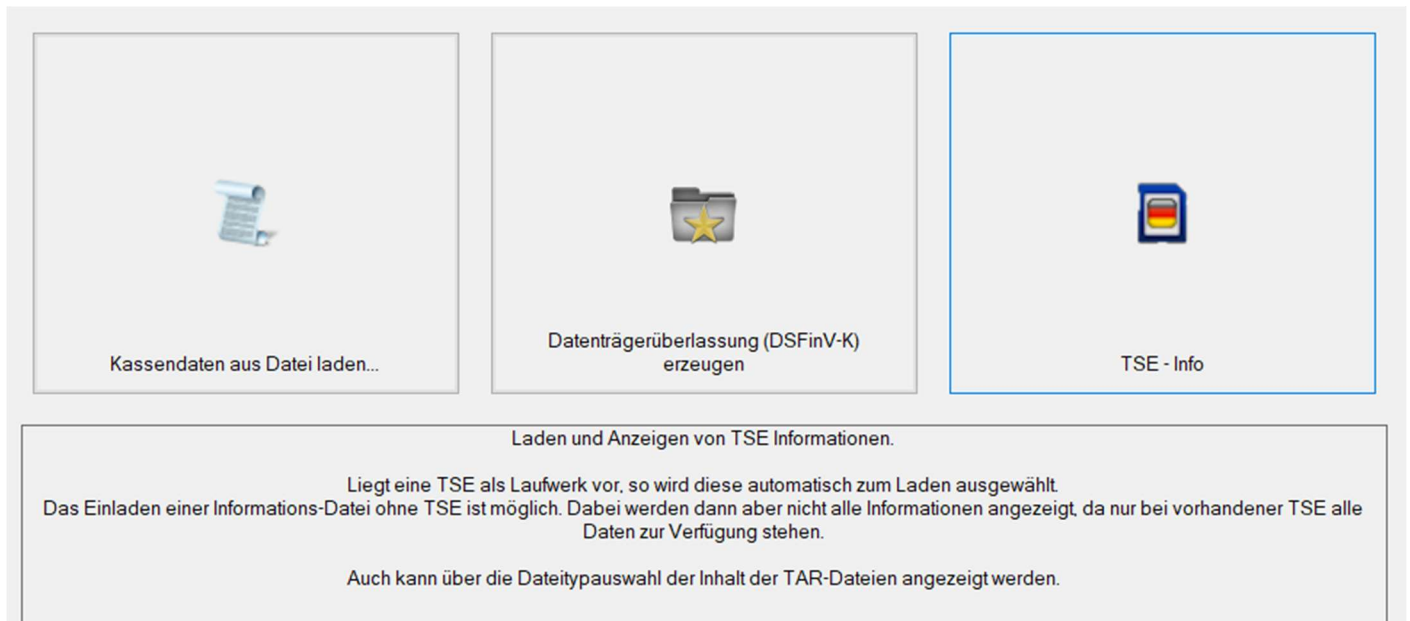 Kassendaten aus Datei laden...
Datenträgerüberlassung (DSFinV-K)
erzeugen
TSE - Info
Laden und Anzeigen von TSE Informationen.
Liegt eine TSE als Laufwerk vor, so wird diese automatisch zum Laden ausgewählt.
Das Einladen einer Informations-Datei ohne TSE ist möglich. Dabei werden dann aber nicht alle Informationen angezeigt, da nur bei vorhandener TSE alle
Daten zur Verfügung stehen.
Auch kann über die Dateitypauswahl der Inhalt der TAR-Dateien angezeigt werden.